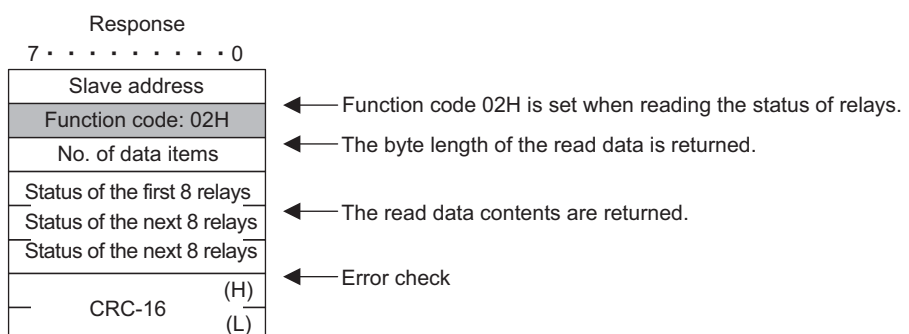 Response
7 · · · · · · · · · 0
Slave address
Function code: 02H
Function code 02H is set when reading the status of relays.
No. of data items
The byte length of the read data is returned.
Status of the first 8 relays
Status of the next 8 relays
The read data contents are returned.
Status of the next 8 relays
Error check
CRC-16
(H)
(L)